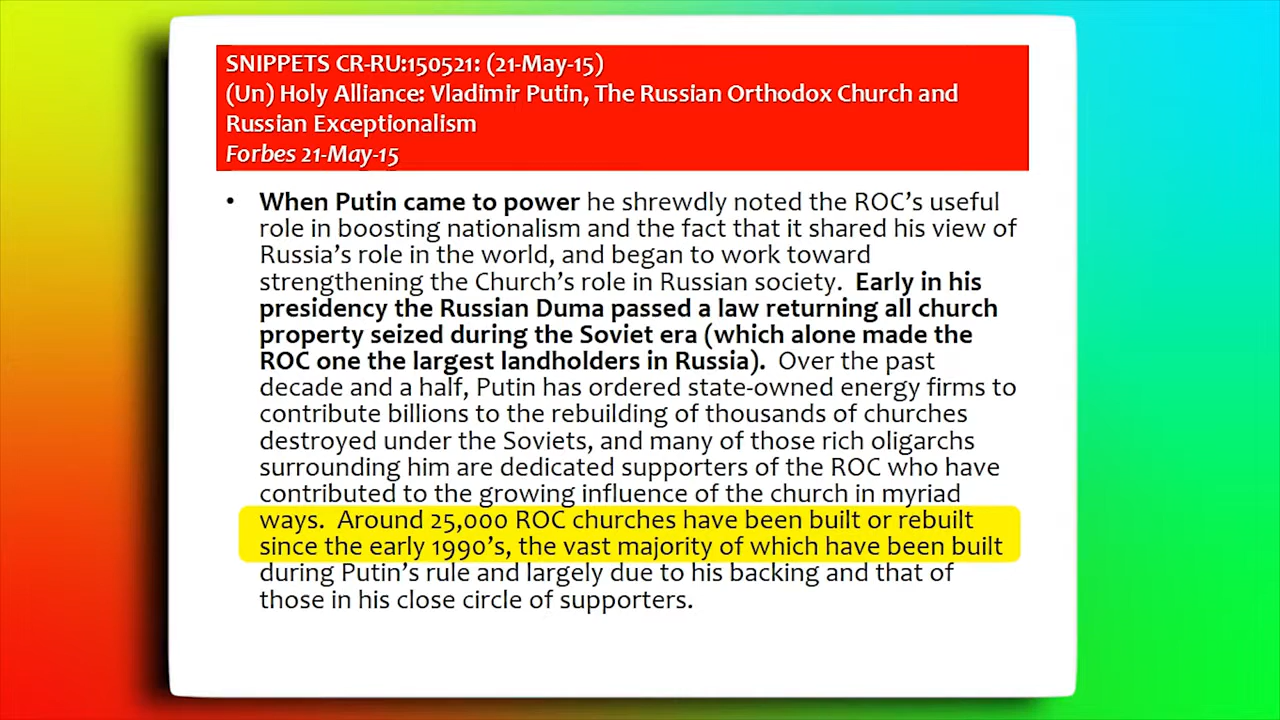 SNIPPETS CR-RU:150521: (21-May-15)
(Un) Holy Alliance: Vladimir Putin, The Russian Orthodox Church and
Russian Exceptionalism
Forbes 21-May-15
• When Putin came to power he shrewdly noted the ROC’s useful
role in boosting nationalism and the fact that it shared his view of
Russia’s role in the world, and began to work toward
strengthening the Church’s role in Russian society. Early in his
presidency the Russian Duma passed a law returning all church
property seized during the Soviet era (which alone made the
ROC one the largest landholders in Russia). Over the past
decade and a half, Putin has ordered state-owned energy firms to
contribute billions to the rebuilding of thousands of churches
destroyed under the Soviets, and many of those rich oligarchs
surrounding him are dedicated supporters of the ROC who have
contributed to the growing influence of the church in myriad
ways. Around 25,000 ROC churches have been built or rebuilt
since the early 1990’s, the vast majority of which have been built
during Putin’s rule and largely due to his backing and that of
those in his close circle of supporters.